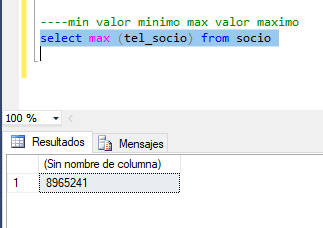 ----min valor minimo max valor maximo
select max (tel_socio) from socio
100 %
Resultados Mensajes
(Sin nombre de columna)
1 8965241